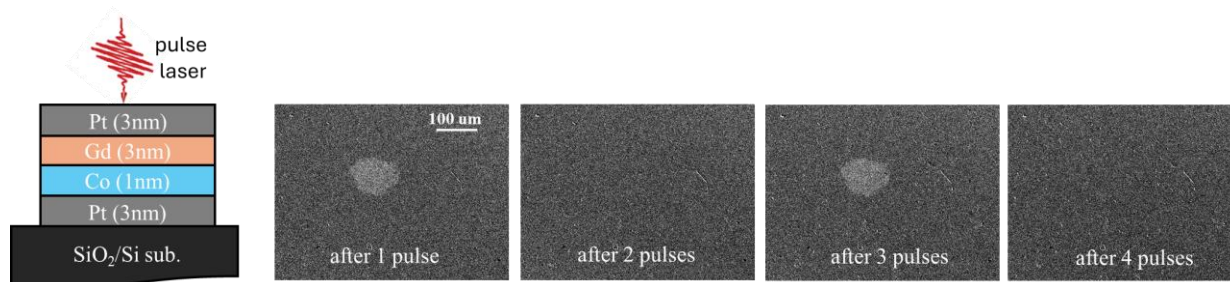 pulse
laser
Pt (3nm)
Gd (3nm)
Co (1nm)
Pt (3nm)
SiO₂/Si sub.
100 um
after 1 pulse
after 2 pulses
after 3 pulses
after 4 pulses